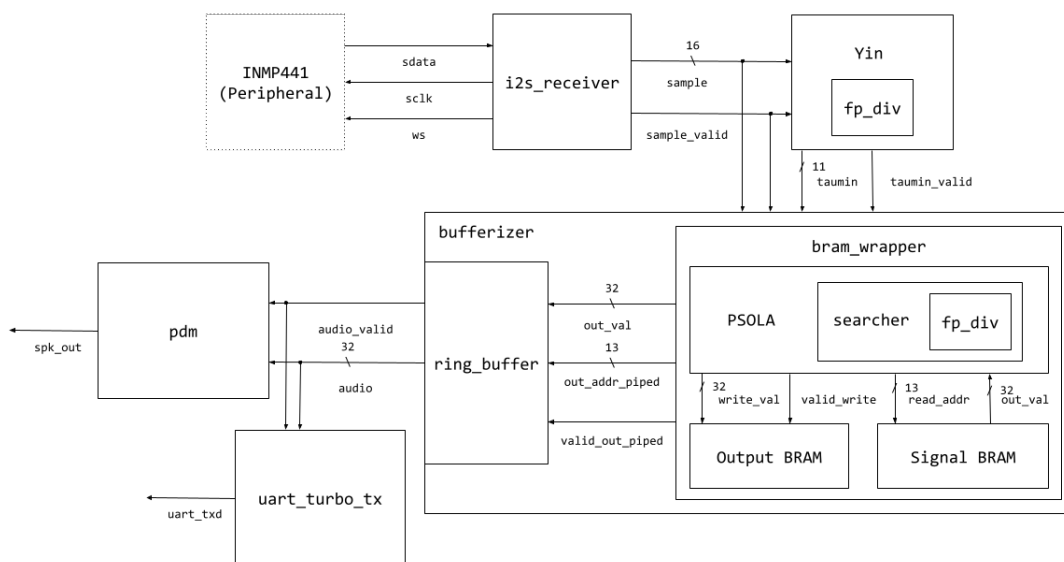 INMP441
(Peripheral)
sdata
sclk
ws
i2s_receiver
16
sample
sample_valid
Yin
fp_div
11
taumin
taumin_valid
bufferizer
bram_wrapper
PSOLA
searcher
fp_div
32
write_val
valid_write
13
read_addr
32
out_val
Output BRAM
Signal BRAM
32
out_val
13
out_addr_piped
valid_out_piped
ring_buffer
audio_valid
32
audio
pdm
spk_out
uart_turbo_tx
uart_txd